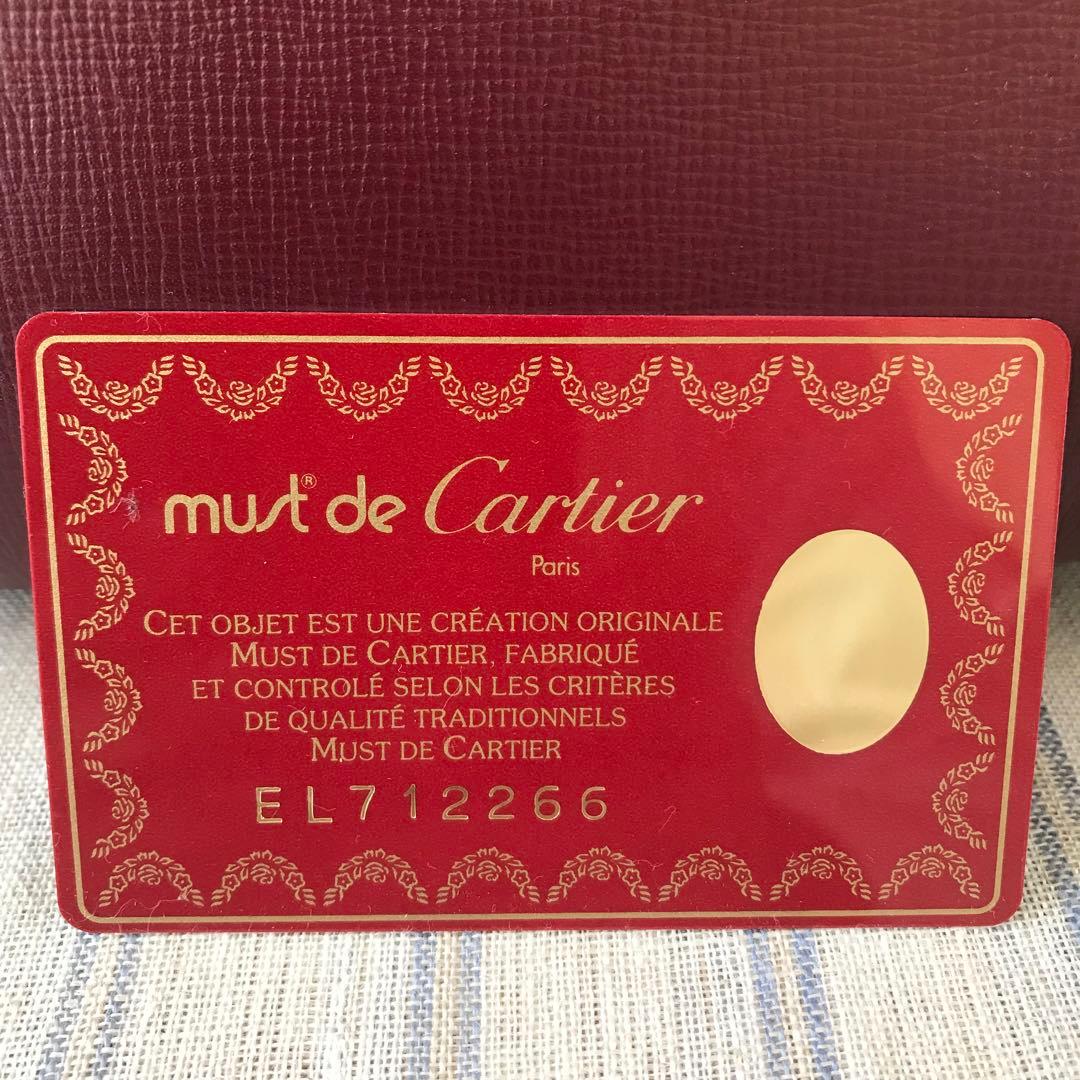 must® de Cartier
Paris
CET OBJET EST UNE CRÉATION ORIGINALE
MUST DE CARTIER, FABRIQUÉ
ET CONTROLÉ SELON LES CRITÈRES
DE QUALITÉ TRADITIONNELS
MUST DE CARTIER
EL712266